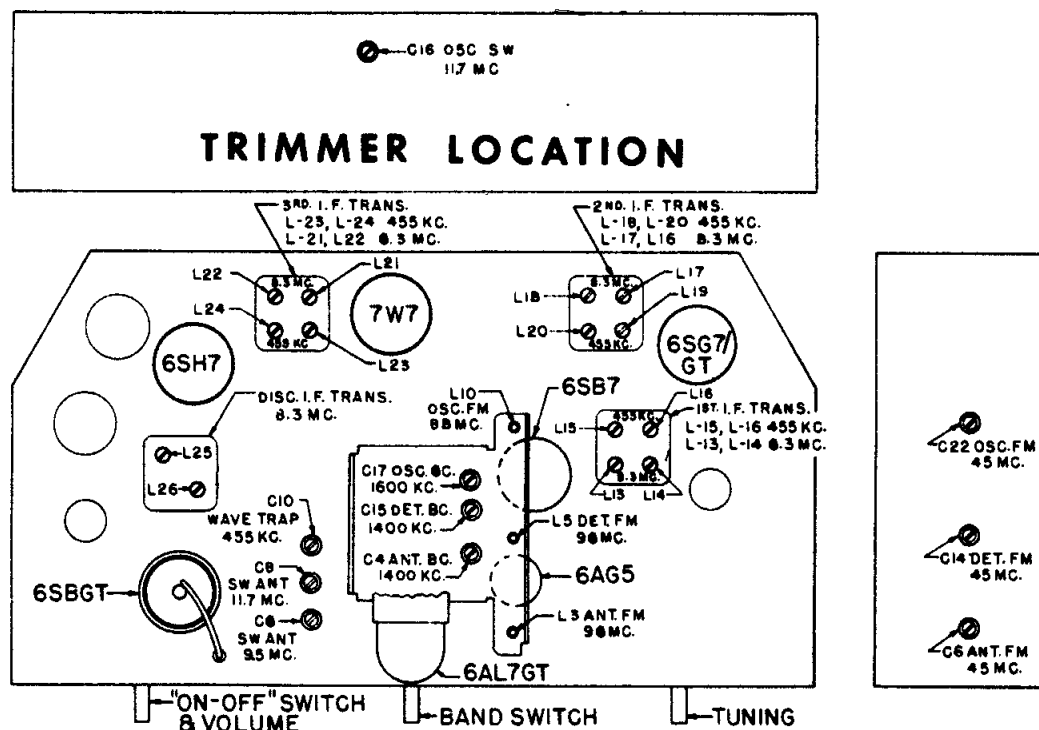 C16 OSC SW
11.7 MC
TRIMMER LOCATION
3RD. I.F. TRANS.
L-23, L-24 455 KC.
L-21, L22 8.3 MC.
2ND. I.F. TRANS.
L-18, L-20 455 KC.
L-17, L16 8.3 MC.
L22
L21
8.3 MC.
L24
455 KC
L23
7W7
6SH7
L18
L17
8.3 MC.
L19
L20
455 KC.
6SG7/
GT
DISC. I.F. TRANS.
8.3 MC.
L25
L26
L10
OSC. FM
88 MC.
6SB7
L16
1ST. I.F. TRANS.
L-15, L-16 455 KC.
L-13, L-14 8.3 MC.
L15
455 KC.
8.3 MC.
L13
L14
C17 OSC. BC.
1600 KC.
C15 DET. BC.
1400 KC.
C4 ANT. BC.
1400 KC.
L5 DET. FM
98 MC.
6AG5
L3 ANT. FM
98 MC.
C10
WAVE TRAP
455 KC.
C8
SW ANT
11.7 MC.
C6
SW ANT
9.5 MC.
6SBGT
6AL7GT
"ON-OFF" SWITCH
& VOLUME
BAND SWITCH
TUNING
C22 OSC. FM
45 MC.
C14 DET. FM
45 MC.
C6 ANT. FM
45 MC.